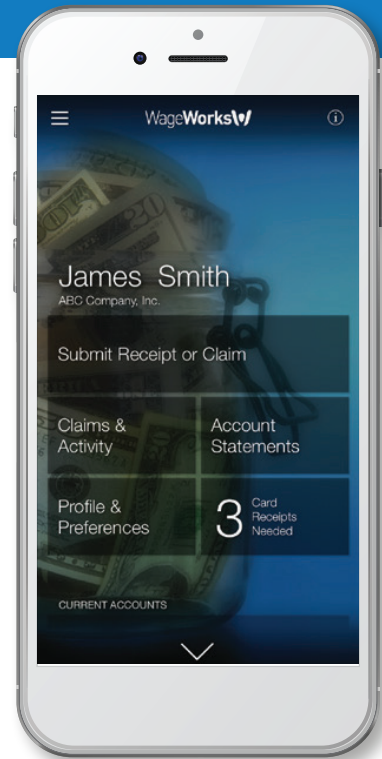 WageWorks
James Smith
ABC Company, Inc.
Submit Receipt or Claim
Claims &
Activity
Account
Statements
Profile &
Preferences
3
Card
Receipts
Needed
CURRENT ACCOUNTS